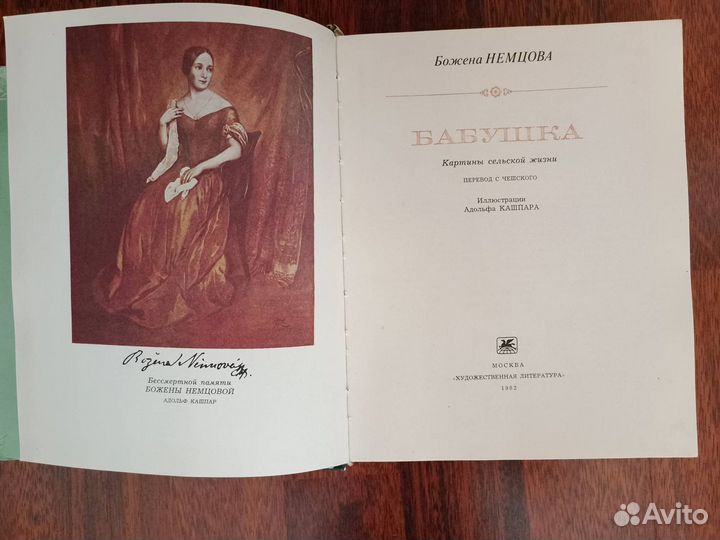 Božena Němcová
Бессмертной памяти
БОЖЕНЫ НЕМЦОВОЙ
АДОЛЬФ КАШПАР
Божена НЕМЦОВА
БАБУШКА
Картины сельской жизни
ПЕРЕВОД С ЧЕШСКОГО
Иллюстрации
Адольфа КАШПАРА
МОСКВА
«ХУДОЖЕСТВЕННАЯ ЛИТЕРАТУРА»
1982
Avito